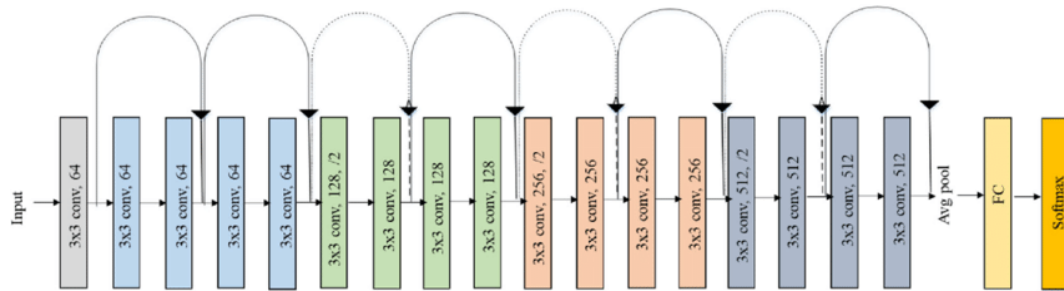 Input
3x3 conv, 64
3x3 conv, 64
3x3 conv, 64
3x3 conv, 64
3x3 conv, 64
3x3 conv, 128, /2
3x3 conv, 128
3x3 conv, 128
3x3 conv, 128
3x3 conv, 256, /2
3x3 conv, 256
3x3 conv, 256
3x3 conv, 256
3x3 conv, 512, /2
3x3 conv, 512
3x3 conv, 512
3x3 conv, 512
Avg pool
FC
Softmax